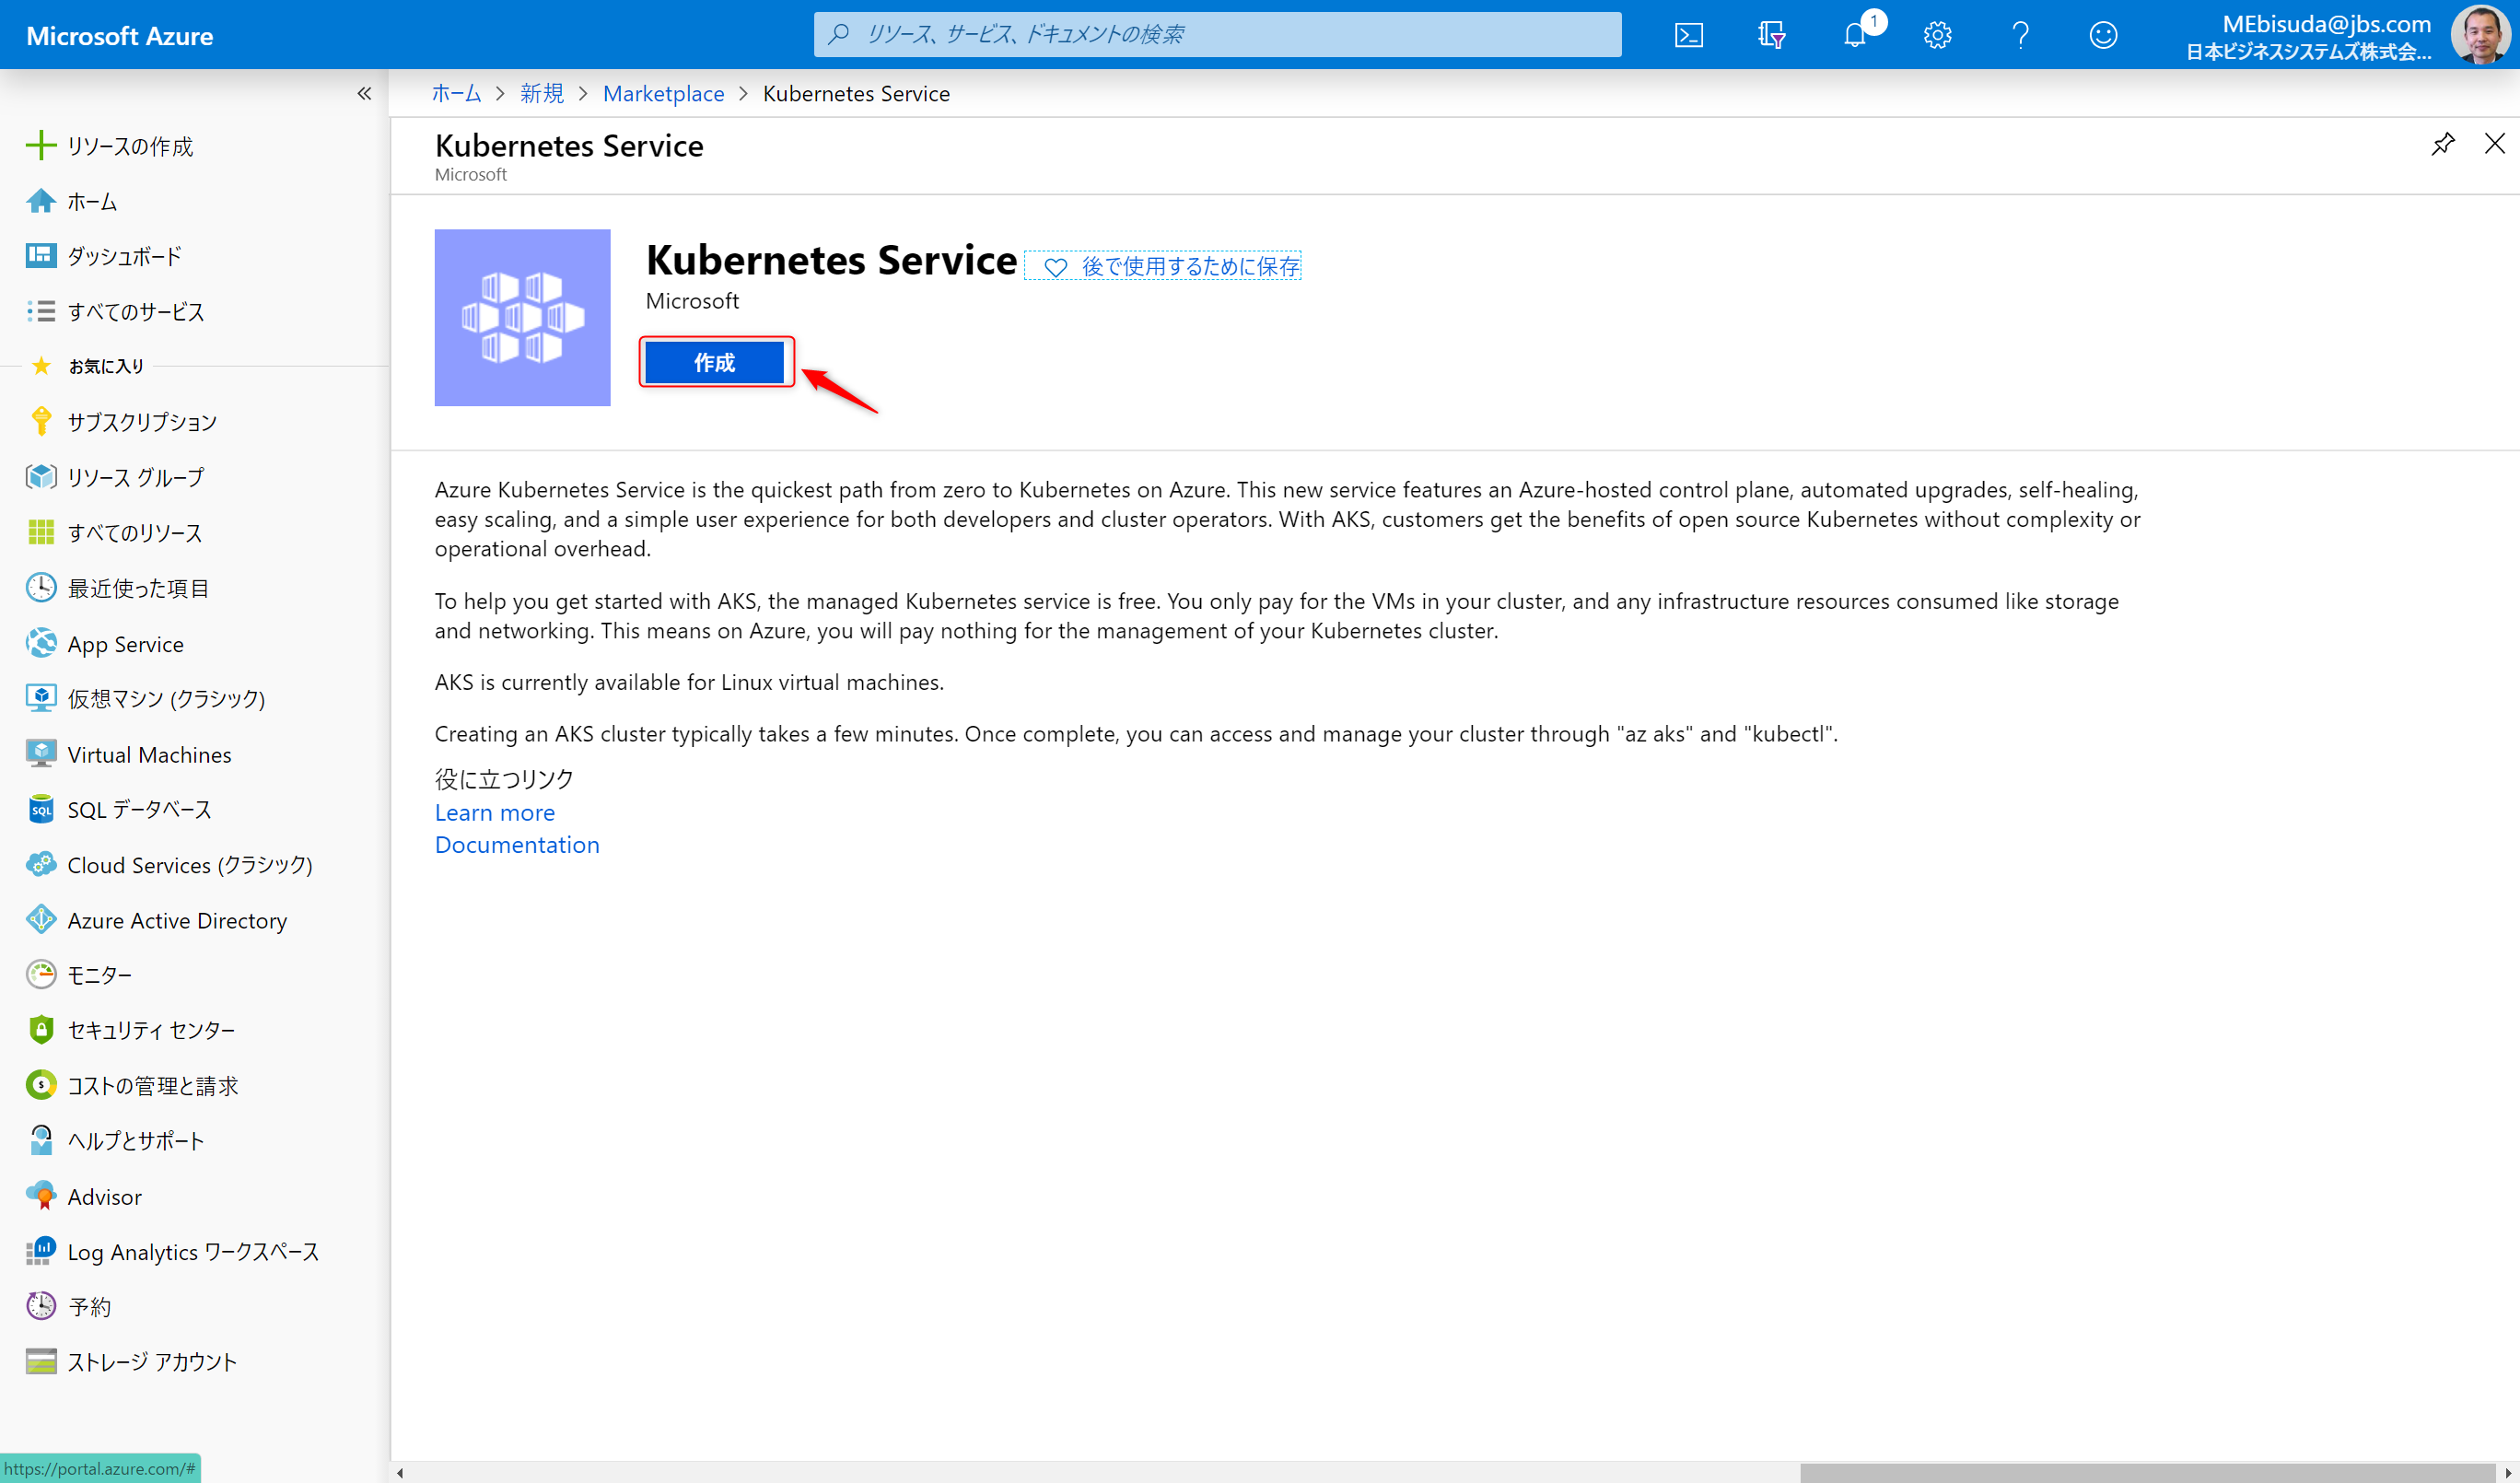 Microsoft Azure
リソース、サービス、ドキュメントの検索
1
MEbisuda@jbs.com
日本ビジネスシステムズ株式会...
ホーム > 新規 > Marketplace > Kubernetes Service
リソースの作成
ホーム
ダッシュボード
すべてのサービス
お気に入り
サブスクリプション
リソース グループ
すべてのリソース
最近使った項目
App Service
仮想マシン (クラシック)
Virtual Machines
SQL データベース
Cloud Services (クラシック)
Azure Active Directory
モニター
セキュリティ センター
コストの管理と請求
ヘルプとサポート
Advisor
Log Analytics ワークスペース
予約
ストレージ アカウント
https://portal.azure.com/#
Kubernetes Service
Microsoft
Kubernetes Service 後で使用するために保存
Microsoft
作成
Azure Kubernetes Service is the quickest path from zero to Kubernetes on Azure. This new service features an Azure-hosted control plane, automated upgrades, self-healing,
easy scaling, and a simple user experience for both developers and cluster operators. With AKS, customers get the benefits of open source Kubernetes without complexity or
operational overhead.
To help you get started with AKS, the managed Kubernetes service is free. You only pay for the VMs in your cluster, and any infrastructure resources consumed like storage
and networking. This means on Azure, you will pay nothing for the management of your Kubernetes cluster.
AKS is currently available for Linux virtual machines.
Creating an AKS cluster typically takes a few minutes. Once complete, you can access and manage your cluster through "az aks" and "kubectl".
役に立つリンク
Learn more
Documentation